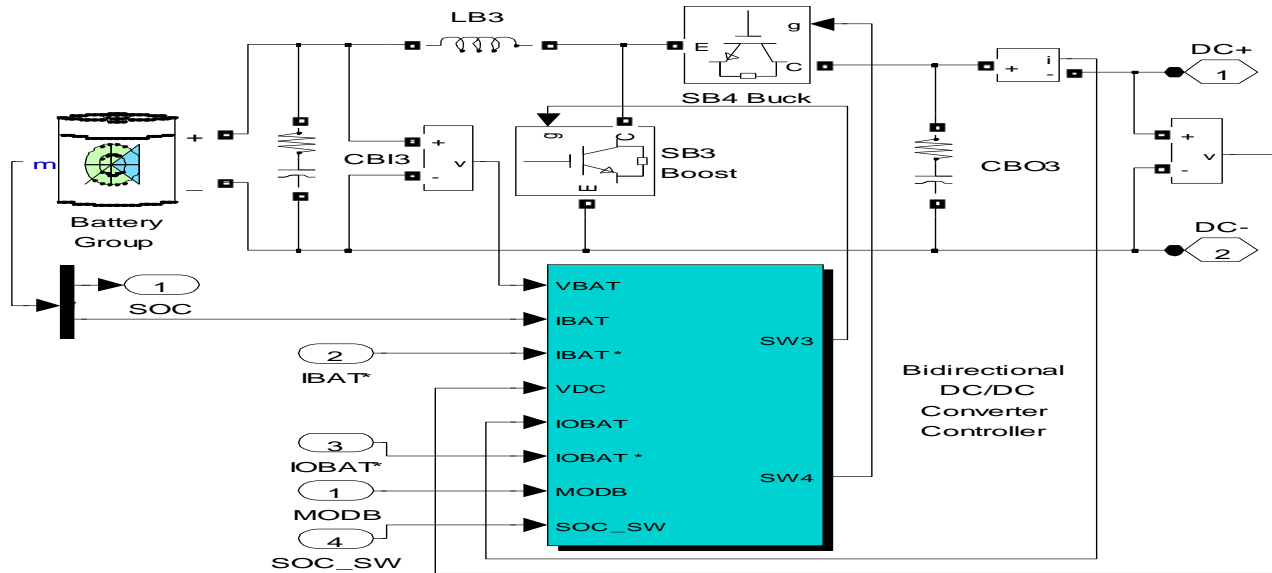 LB3
g
E
C
SB4 Buck
i
+
-
DC+
1
+
-
v
DC-
2
m
+
_
Battery
Group
CBI3
+
-
v
g
C
E
SB3
Boost
CBO3
1
SOC
2
IBAT*
3
IOBAT*
1
MODB
4
SOC_SW
VBAT
IBAT
IBAT *
VDC
IOBAT
IOBAT *
MODB
SOC_SW
SW3
SW4
Bidirectional
DC/DC
Converter
Controller